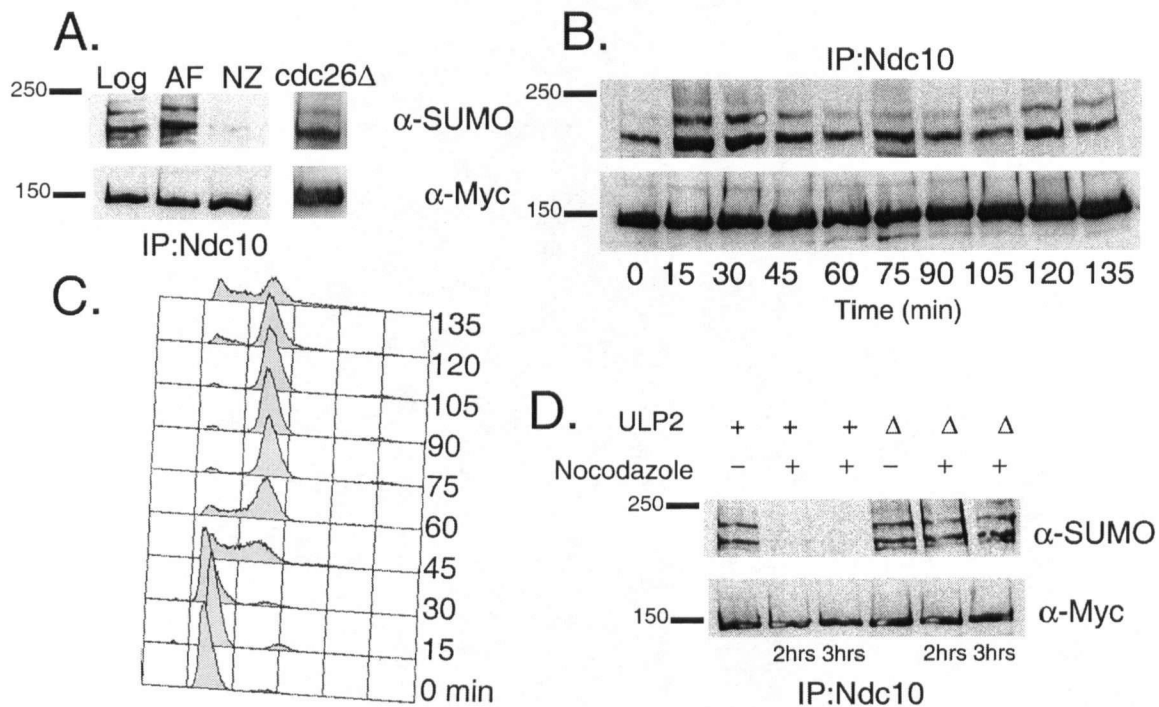 A.
Log AF NZ cdc26Δ
250
α-SUMO
150
α-Myc
IP:Ndc10
B.
IP:Ndc10
250
150
0 15 30 45 60 75 90 105 120 135
Time (min)
C.
135
120
105
90
75
60
45
30
15
0 min
D.
ULP2 + + + Δ Δ Δ
Nocodazole − + + − + +
250
α-SUMO
150
α-Myc
2hrs 3hrs 2hrs 3hrs
IP:Ndc10